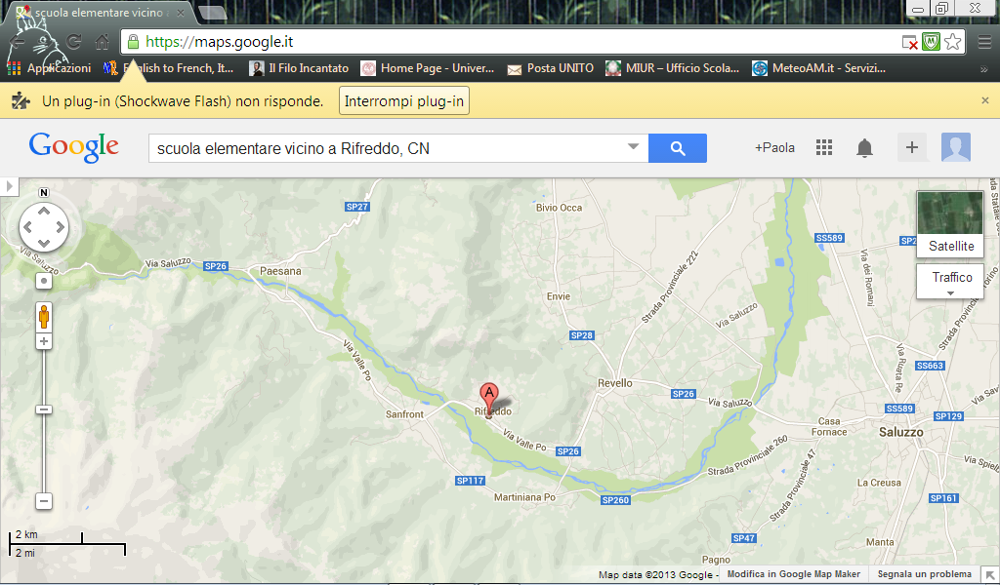 scuola elementare vicino a
https://maps.google.it
Applicazioni
English to French, It...
Il Filo Incantato
Home Page - Univer...
Posta UNITO
MIUR – Ufficio Scola...
MeteoAM.it - Servizi...
»
Un plug-in (Shockwave Flash) non risponde.
Interrompi plug-in
Google
scuola elementare vicino a Rifreddo, CN
+Paola
N
SP27
Bivio Occa
SS589
SP2
Satellite
Via Saluzzo
Via Saluzzo
SP26
Paesana
Strada Provinciale 222
Via dei Romani
Traffico
Envie
Via Saluzzo
SP28
Via Valle Po
Via Ruata Re
SS663
Revello
A
Rifreddo
SP26
Via Saluzzo
SS589
SP129
Sanfront
Casa
Fornace
Saluzzo
Via Valle Po
SP26
Strada Provinciale 260
Strada Provinciale 47
SP117
Martiniana Po
SP260
La Creusa
SP161
2 km
2 mi
SP47
Manta
Pagno
Map data ©2013 Google -
Modifica in Google Map Maker
Segnala un problema